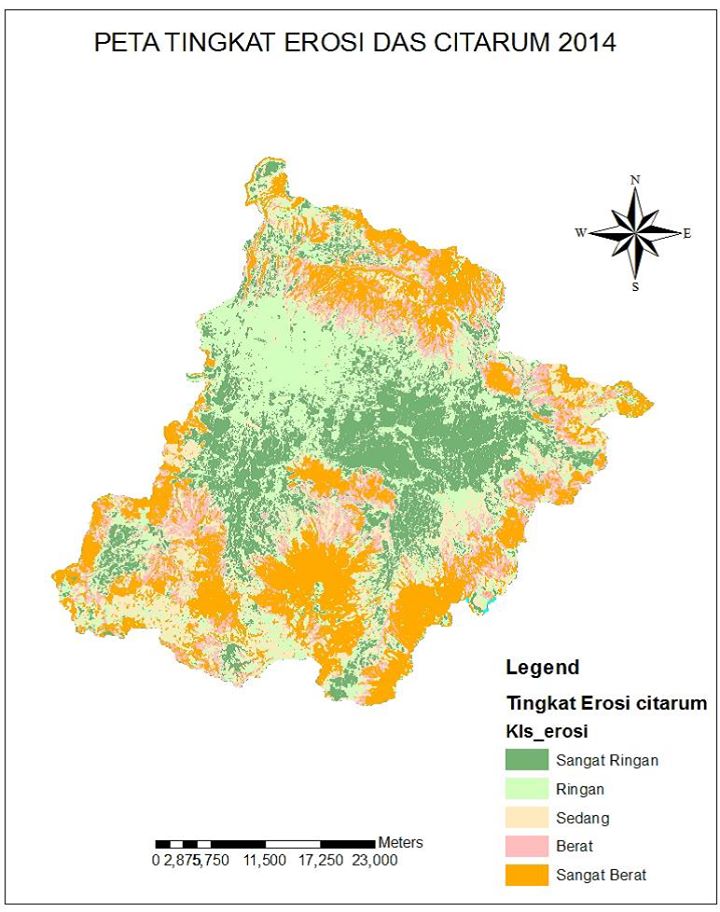 PETA TINGKAT EROSI DAS CITARUM 2014
N
W E
S
Legend
Tingkat Erosi citarum
Kls_erosi
Sangat Ringan
Ringan
Sedang
Berat
Sangat Berat
Meters
0 2,875 5,750 11,500 17,250 23,000